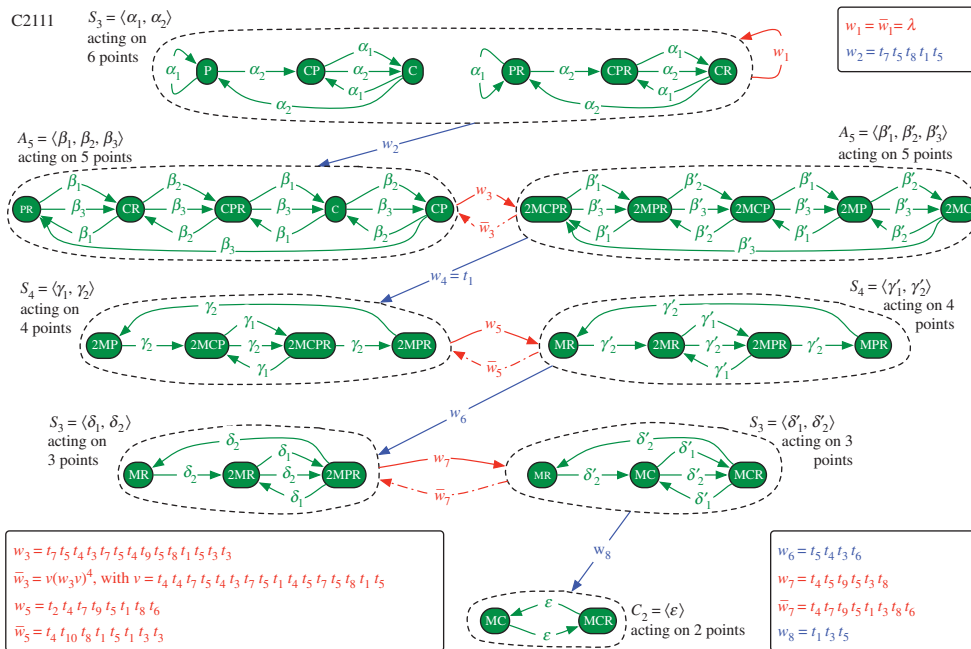 C2111
S₃ = ⟨α₁, α₂⟩
acting on
6 points
P α₁ α₂ CP α₁ α₂ α₁ C α₂
PR α₁ α₂ CPR α₁ α₂ α₁ CR α₂
w₁
w₁ = w̅₁ = λ
w₂ = t₇ t₅ t₈ t₁ t₅
w₂
A₅ = ⟨β₁, β₂, β₃⟩
acting on 5 points
PR β₁ β₃ β₁ CR β₂ β₃ β₂ CPR β₁ β₃ β₁ C β₂ β₃ β₂ CP
β₃
w₃
w̅₃
A₅ = ⟨β′₁, β′₂, β′₃⟩
acting on 5 points
2MCPR β′₁ β′₃ β′₁ 2MPR β′₂ β′₃ β′₂ 2MCP β′₁ β′₃ β′₁ 2MP β′₂ β′₃ β′₂ 2MC
β′₃
w₄ = t₁
S₄ = ⟨γ₁, γ₂⟩
acting on
4 points
γ₂
2MP γ₂ 2MCP γ₁ γ₂ γ₁ 2MCPR γ₂ 2MPR
w₅
w̅₅
S₄ = ⟨γ′₁, γ′₂⟩
acting on 4
points
γ′₂
MR γ′₂ 2MR γ′₁ γ′₂ γ′₁ 2MPR γ′₂ MPR
w₆
S₃ = ⟨δ₁, δ₂⟩
acting on
3 points
δ₂
MR δ₂ 2MR δ₁ δ₂ δ₁ 2MPR
w₇
w̅₇
S₃ = ⟨δ′₁, δ′₂⟩
acting on 3
points
δ′₂
MR δ′₂ MC δ′₁ δ′₂ δ′₁ MCR
w₈
C₂ = ⟨ε⟩
acting on 2 points
MC ε ε MCR
w₃ = t₇ t₅ t₄ t₃ t₇ t₅ t₄ t₉ t₅ t₈ t₁ t₅ t₃ t₃
w̅₃ = v(w₃v)⁴, with v = t₄ t₄ t₇ t₅ t₄ t₃ t₇ t₅ t₁ t₄ t₅ t₇ t₅ t₈ t₁ t₅
w₅ = t₂ t₄ t₇ t₉ t₅ t₁ t₈ t₆
w̅₅ = t₄ t₁₀ t₈ t₁ t₅ t₁ t₃ t₃
w₆ = t₅ t₄ t₃ t₆
w₇ = t₄ t₅ t₉ t₅ t₃ t₈
w̅₇ = t₄ t₇ t₉ t₅ t₁ t₃ t₈ t₆
w₈ = t₁ t₃ t₅